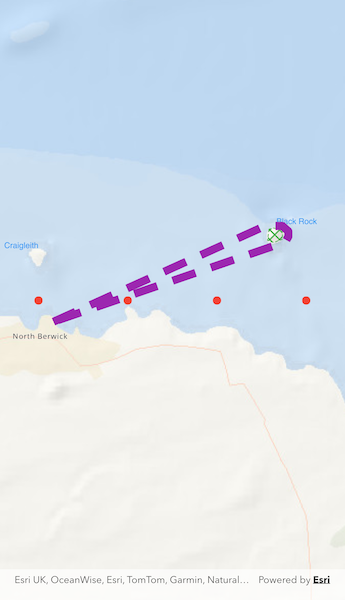 Black Rock
Craigleith
North Berwick
Esri UK, OceanWise, Esri, TomTom, Garmin, Natural... Powered by Esri